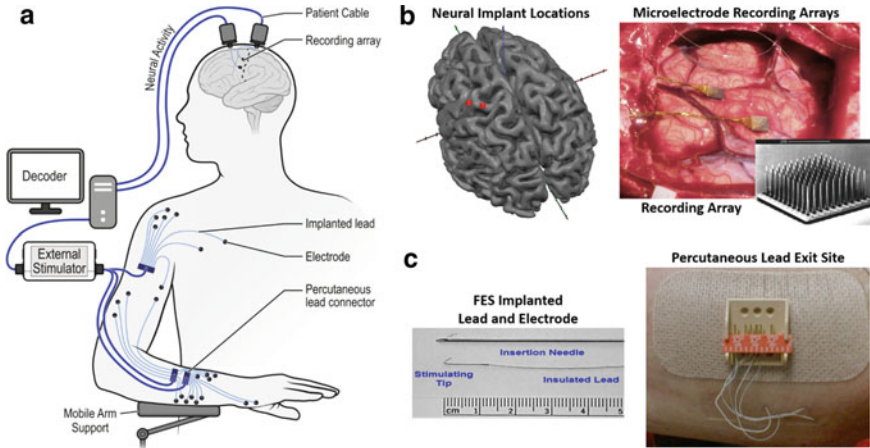 a
Patient Cable
Recording array
Neural Activity
Decoder
External
Stimulator
Implanted lead
Electrode
Percutaneous
lead connector
Mobile Arm
Support
b
Neural Implant Locations
Microelectrode Recording Arrays
Recording Array
c
FES Implanted
Lead and Electrode
Insertion Needle
Stimulating
Tip
Insulated Lead
cm 1 2 3 4 5
Percutaneous Lead Exit Site